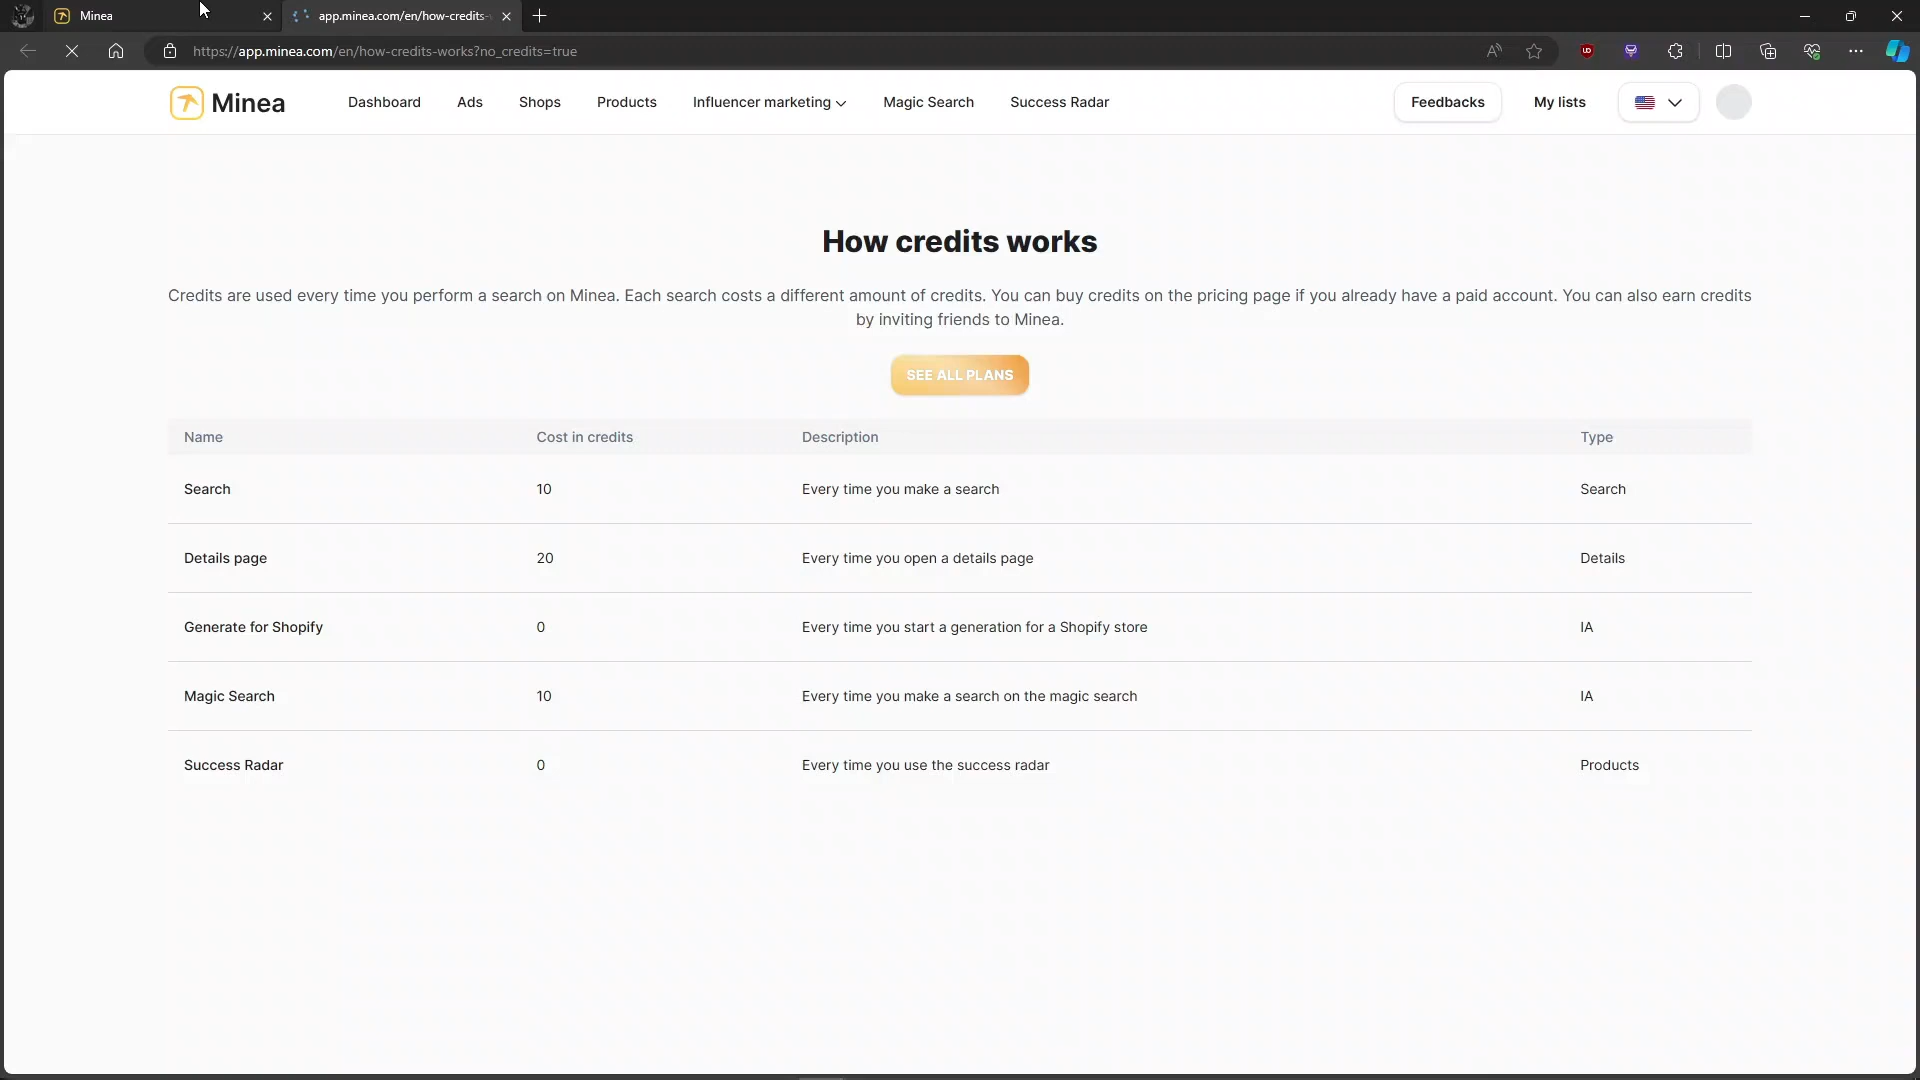 Minea
app.minea.com/en/how-credits-
https://app.minea.com/en/how-credits-works?no_credits=true
Minea
Dashboard
Ads
Shops
Products
Influencer marketing
Magic Search
Success Radar
Feedbacks
My lists
How credits works
Credits are used every time you perform a search on Minea. Each search costs a different amount of credits. You can buy credits on the pricing page if you already have a paid account. You can also earn credits
by inviting friends to Minea.
SEE ALL PLANS
Name Cost in credits Description Type
Search 10 Every time you make a search Search
Details page 20 Every time you open a details page Details
Generate for Shopify 0 Every time you start a generation for a Shopify store IA
Magic Search 10 Every time you make a search on the magic search IA
Success Radar 0 Every time you use the success radar Products